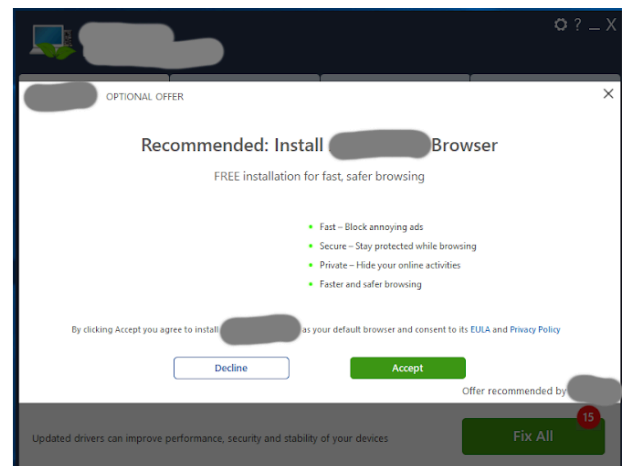 ? _ X
OPTIONAL OFFER
Recommended: Install Browser
FREE installation for fast, safer browsing
Fast – Block annoying ads
Secure – Stay protected while browsing
Private – Hide your online activities
Faster and safer browsing
By clicking Accept you agree to install as your default browser and consent to its EULA and Privacy Policy
Decline Accept
Offer recommended by
15
Updated drivers can improve performance, security and stability of your devices Fix All